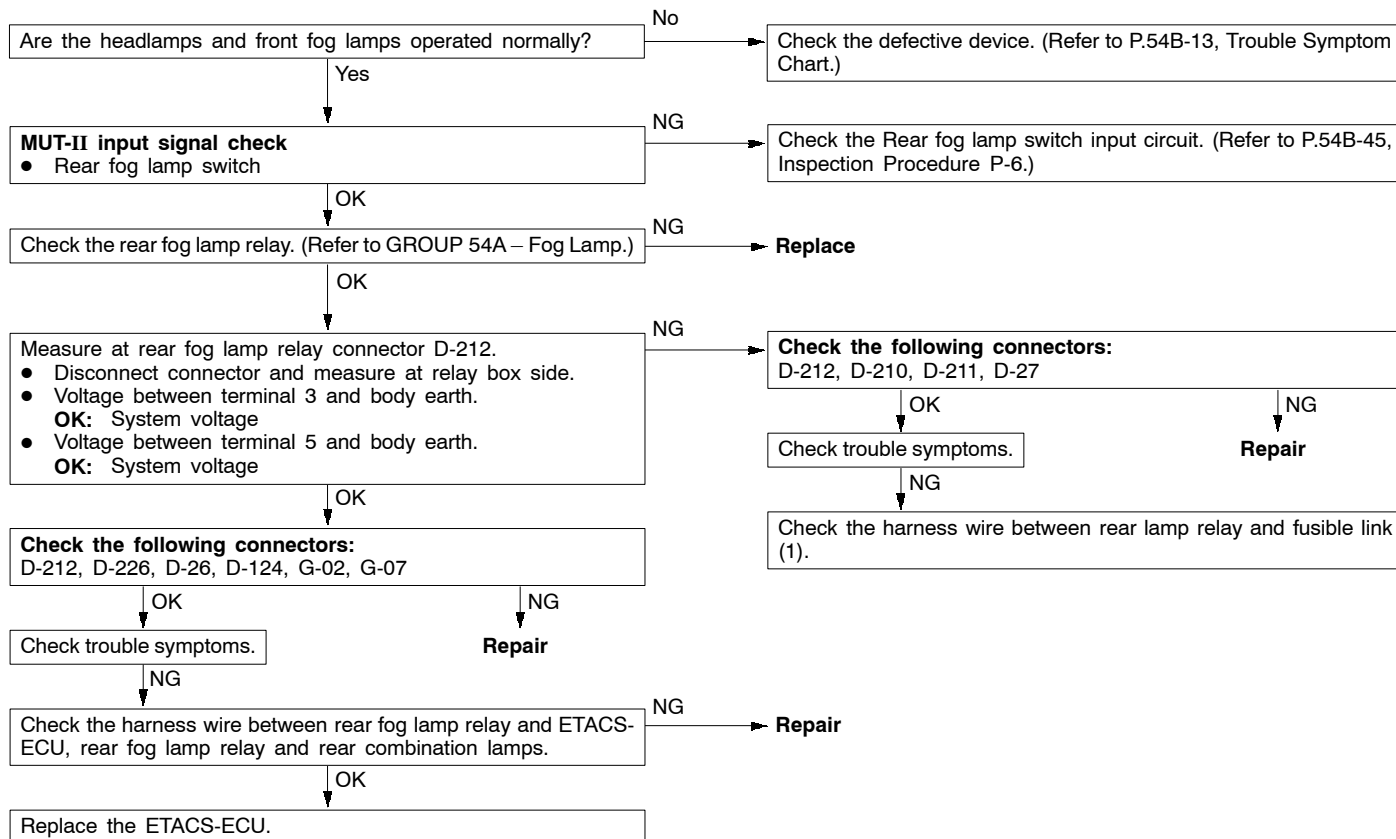 Are the headlamps and front fog lamps operated normally?
No
Check the defective device. (Refer to P.54B-13, Trouble Symptom
Chart.)
Yes
MUT-II input signal check
● Rear fog lamp switch
NG
Check the Rear fog lamp switch input circuit. (Refer to P.54B-45,
Inspection Procedure P-6.)
OK
Check the rear fog lamp relay. (Refer to GROUP 54A – Fog Lamp.)
NG
Replace
OK
Measure at rear fog lamp relay connector D-212.
● Disconnect connector and measure at relay box side.
● Voltage between terminal 3 and body earth.
OK: System voltage
● Voltage between terminal 5 and body earth.
OK: System voltage
NG
Check the following connectors:
D-212, D-210, D-211, D-27
OK
NG
Check trouble symptoms.
Repair
NG
Check the harness wire between rear lamp relay and fusible link
(1).
OK
Check the following connectors:
D-212, D-226, D-26, D-124, G-02, G-07
OK
NG
Check trouble symptoms.
Repair
NG
Check the harness wire between rear fog lamp relay and ETACS-
ECU, rear fog lamp relay and rear combination lamps.
NG
Repair
OK
Replace the ETACS-ECU.